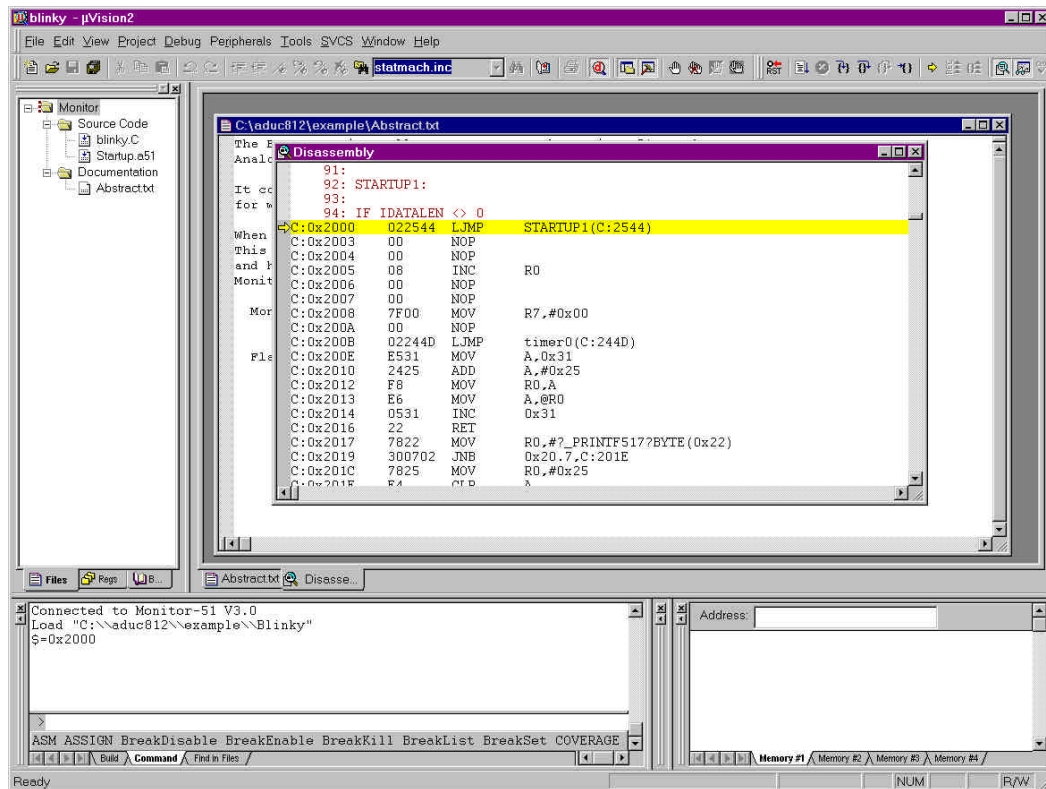 blinky - µVision2
File Edit View Project Debug Peripherals Tools SVCS Window Help
statmach.inc
RST
Monitor
Source Code
blinky.C
Startup.a51
Documentation
Abstract.txt
Files Regs B...
C:\aduc812\example\Abstract.txt
The
Analo
It co
for w
When
This
and h
Monit
Mor
Fla
Disassembly
91:
92: STARTUP1:
93:
94: IF IDATALEN <> 0
C:0x2000 022544 LJMP STARTUP1(C:2544)
C:0x2003 00 NOP
C:0x2004 00 NOP
C:0x2005 08 INC R0
C:0x2006 00 NOP
C:0x2007 00 NOP
C:0x2008 7F00 MOV R7,#0x00
C:0x200A 00 NOP
C:0x200B 02244D LJMP timer0(C:244D)
C:0x200E E531 MOV A,0x31
C:0x2010 2425 ADD A,#0x25
C:0x2012 F8 MOV R0,A
C:0x2013 E6 MOV A,@R0
C:0x2014 0531 INC 0x31
C:0x2016 22 RET
C:0x2017 7822 MOV R0,#?_PRINTF517?BYTE(0x22)
C:0x2019 300702 JNB 0x20.7,C:201E
C:0x201C 7825 MOV R0,#0x25
C:0x201E E4 CLR A
Abstract.txt Disasse...
Connected to Monitor-51 V3.0
Load "C:\\aduc812\\example\\Blinky"
$=0x2000
>
ASM ASSIGN BreakDisable BreakEnable BreakKill BreakList BreakSet COVERAGE
Build Command Find in Files
Address:
Memory #1 Memory #2 Memory #3 Memory #4
Ready NUM R/W